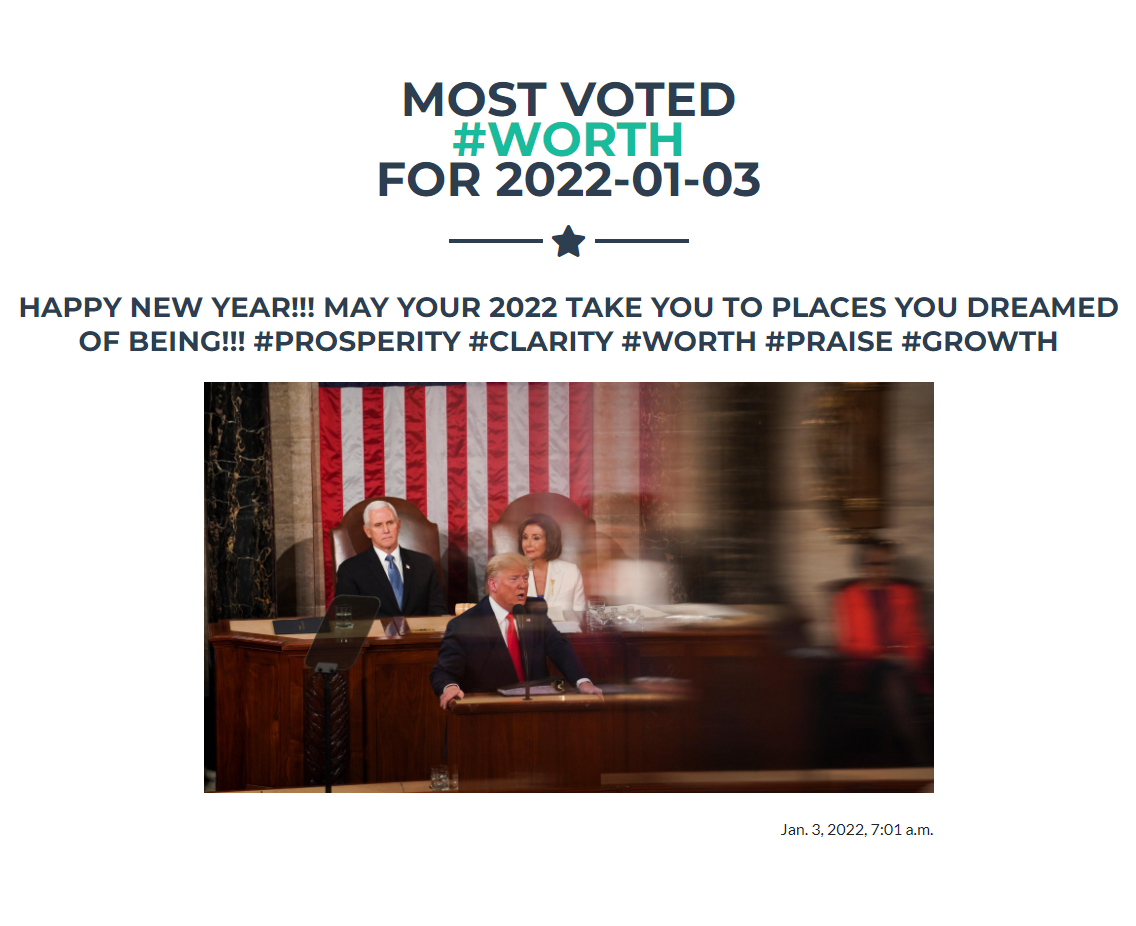 MOST VOTED
#WORTH
FOR 2022-01-03
HAPPY NEW YEAR!!! MAY YOUR 2022 TAKE YOU TO PLACES YOU DREAMED
OF BEING!!! #PROSPERITY #CLARITY #WORTH #PRAISE #GROWTH
Jan. 3, 2022, 7:01 a.m.